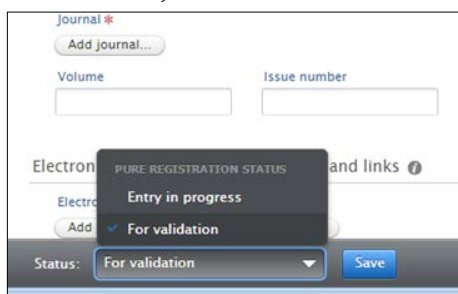 Journal *
Add journal...
Volume Issue number
Electron and links
PURE REGISTRATION STATUS
Entry in progress
Electro
Add
For validation
Status: For validation Save